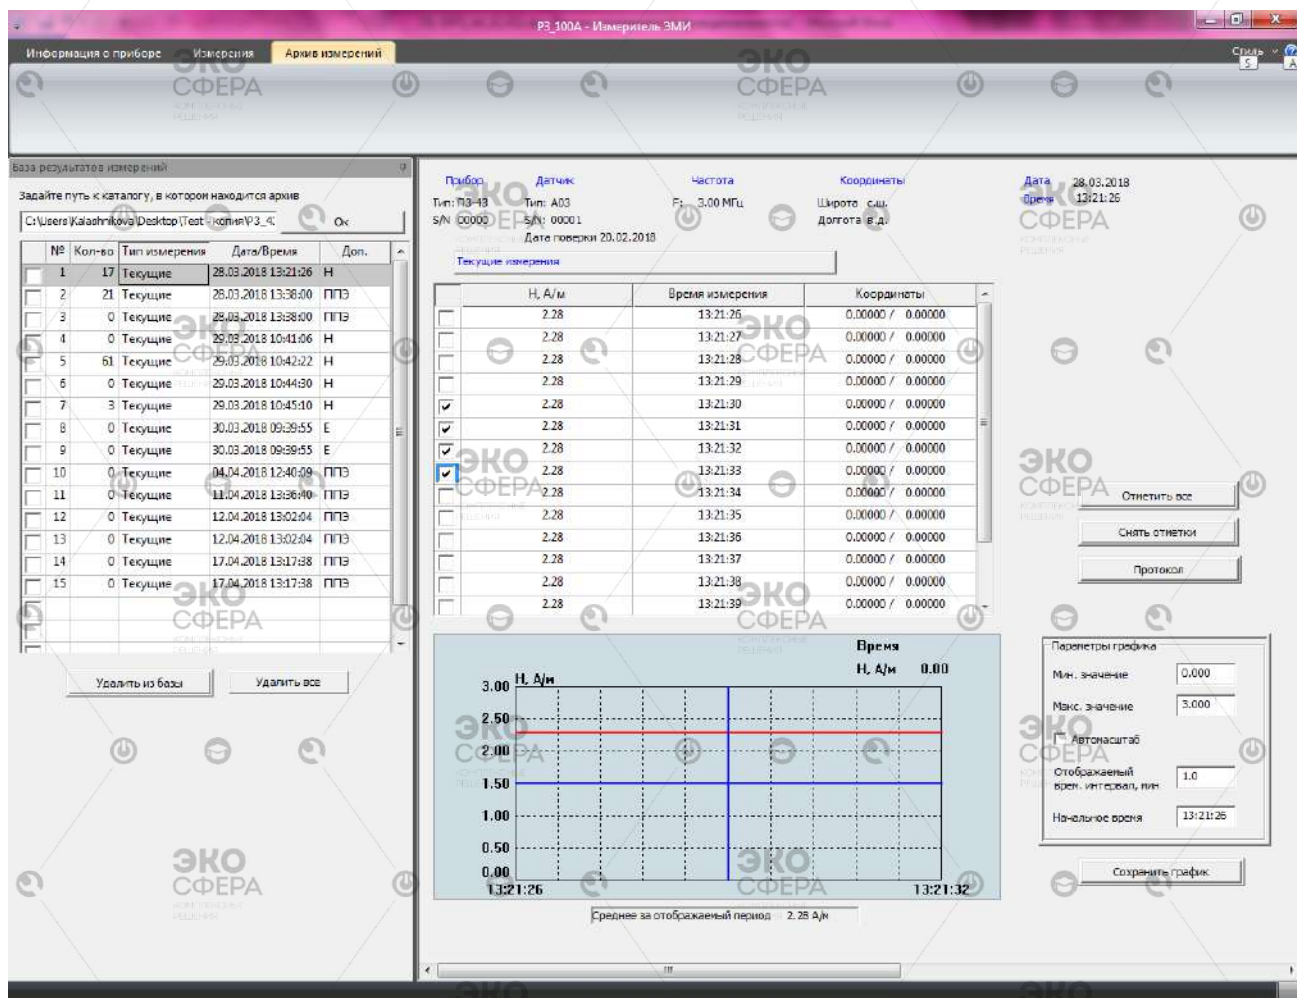 P3_100A - Измеритель ЭМИ
Информация о приборе Измерения Архив измерений Стиль
S A
База результатов измерений
Задайте путь к каталогу, в котором находится архив
C:\Users\Kalashnikova\Desktop\Test - копия\P3_4 Ок
№ Кол-во Тип измерения Дата/Время Доп.
1 17 Текущие 28.03.2018 13:21:26 H
2 21 Текущие 28.03.2018 13:38:00 ППЭ
3 0 Текущие 28.03.2018 13:38:00 ППЭ
4 0 Текущие 29.03.2018 10:41:06 H
5 61 Текущие 29.03.2018 10:42:22 H
6 0 Текущие 29.03.2018 10:44:30 H
7 3 Текущие 29.03.2018 10:45:10 H
8 0 Текущие 30.03.2018 09:39:55 E
9 0 Текущие 30.03.2018 09:39:55 E
10 0 Текущие 04.04.2018 12:40:09 ППЭ
11 0 Текущие 11.04.2018 13:36:40 ППЭ
12 0 Текущие 12.04.2018 13:02:04 ППЭ
13 0 Текущие 12.04.2018 13:02:04 ППЭ
14 0 Текущие 17.04.2018 13:17:38 ППЭ
15 0 Текущие 17.04.2018 13:17:38 ППЭ
Удалить из базы Удалить все
Прибор Датчик Частота Координаты Дата 28.03.2018
Тип: П3-43 Тип: A03 F: 3.00 МГц Широта с.ш. Время 13:21:26
S/N 00000 S/N: 00001 Долгота в.д.
Дата поверки 20.02.2018
Текущие измерения
H, А/м Время измерения Координаты
2.28 13:21:26 0.00000 / 0.00000
2.28 13:21:27 0.00000 / 0.00000
2.28 13:21:28 0.00000 / 0.00000
2.28 13:21:29 0.00000 / 0.00000
2.28 13:21:30 0.00000 / 0.00000
2.28 13:21:31 0.00000 / 0.00000
2.28 13:21:32 0.00000 / 0.00000
2.28 13:21:33 0.00000 / 0.00000
2.28 13:21:34 0.00000 / 0.00000
2.28 13:21:35 0.00000 / 0.00000
2.28 13:21:36 0.00000 / 0.00000
2.28 13:21:37 0.00000 / 0.00000
2.28 13:21:38 0.00000 / 0.00000
2.28 13:21:39 0.00000 / 0.00000
Отметить все
Снять отметки
Протокол
Время
H, А/м 0.00
H, А/м
3.00
2.50
2.00
1.50
1.00
0.50
0.00
13:21:26 13:21:32
Среднее за отображаемый период 2.28 А/м
Параметры графика
Мин. значение 0.000
Макс. значение 3.000
Автомасштаб
Отображаемый
врем. интервал, мин 1.0
Начальное время 13:21:26
Сохранить график
ЭКО
СФЕРА
КОМПЛЕКСНЫЕ
РЕШЕНИЯ